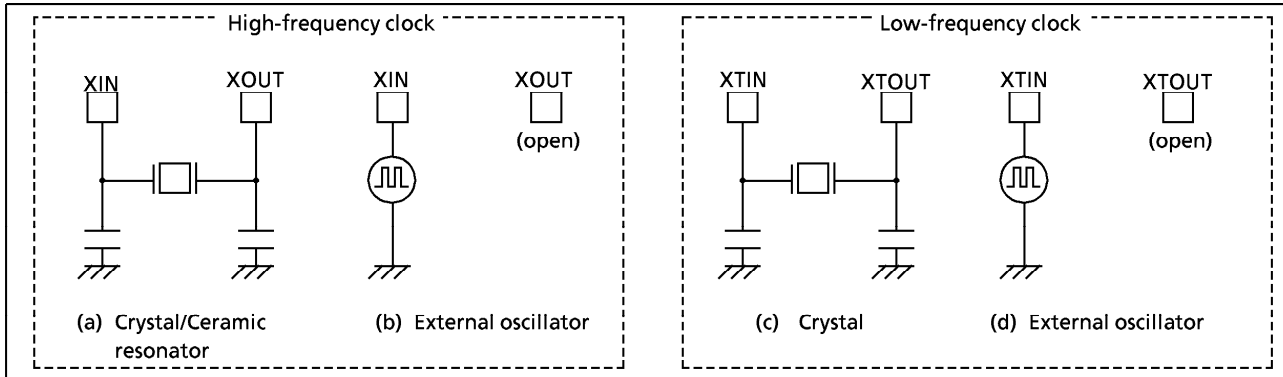 High-frequency clock
XIN
XOUT
XIN
XOUT
(open)
(a) Crystal/Ceramic
resonator
(b) External oscillator
Low-frequency clock
XTIN
XTOUT
XTIN
XTOUT
(open)
(c) Crystal
(d) External oscillator